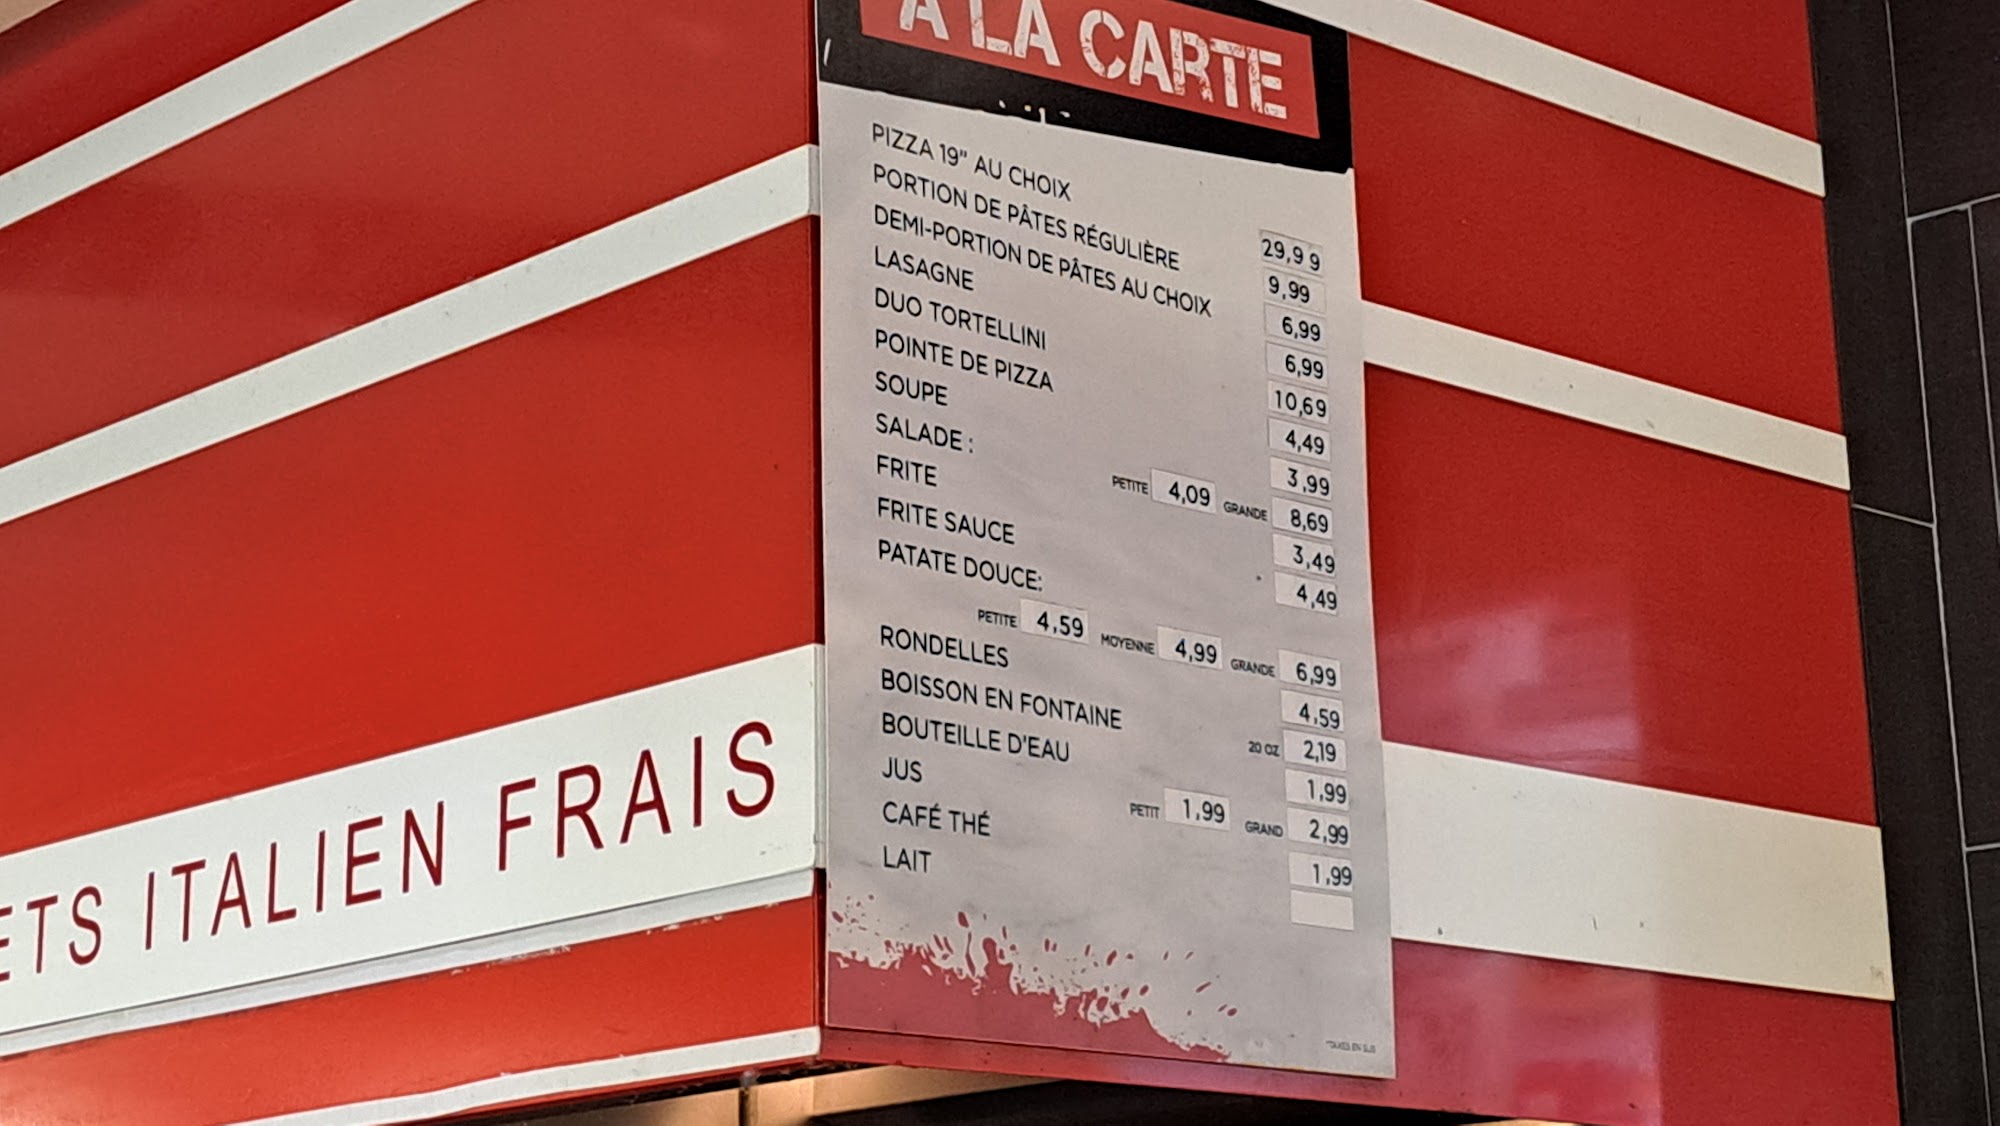 A LA CARTE
PIZZA 19" AU CHOIX 29,99
PORTION DE PÂTES RÉGULIÈRE 9,99
DEMI-PORTION DE PÂTES AU CHOIX 6,99
LASAGNE 6,99
DUO TORTELLINI 10,69
POINTE DE PIZZA 4,49
SOUPE 3,99
SALADE : PETITE 4,09 GRANDE 8,69
FRITE 3,49
FRITE SAUCE 4,49
PATATE DOUCE:
PETITE 4,59 MOYENNE 4,99 GRANDE 6,99
RONDELLES 4,59
BOISSON EN FONTAINE 20 OZ 2,19
BOUTEILLE D'EAU 1,99
JUS PETIT 1,99 GRAND 2,99
CAFÉ THÉ 1,99
LAIT
*TAXES EN SUS
ETS ITALIEN FRAIS